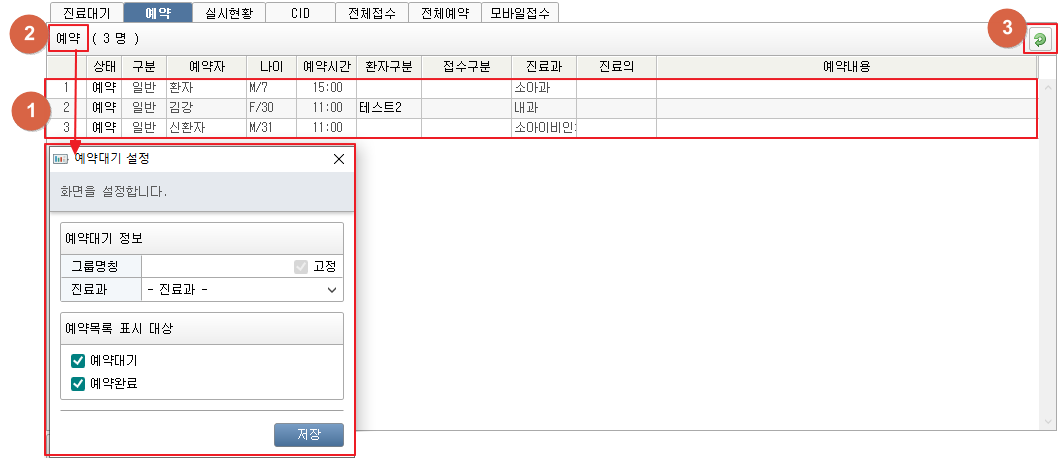 진료대기 예약 실시현황 CID 전체접수 전체예약 모바일접수
2 예약 ( 3 명 ) 3
상태 구분 예약자 나이 예약시간 환자구분 접수구분 진료과 진료의 예약내용
1
1 예약 일반 환자 M/7 15:00 소아과
2 예약 일반 김강 F/30 11:00 테스트2 내과
3 예약 일반 신환자 M/31 11:00 소아이비인
예약대기 설정
화면을 설정합니다.
예약대기 정보
그룹명칭 고정
진료과 - 진료과 -
예약목록 표시 대상
예약대기
예약완료
저장